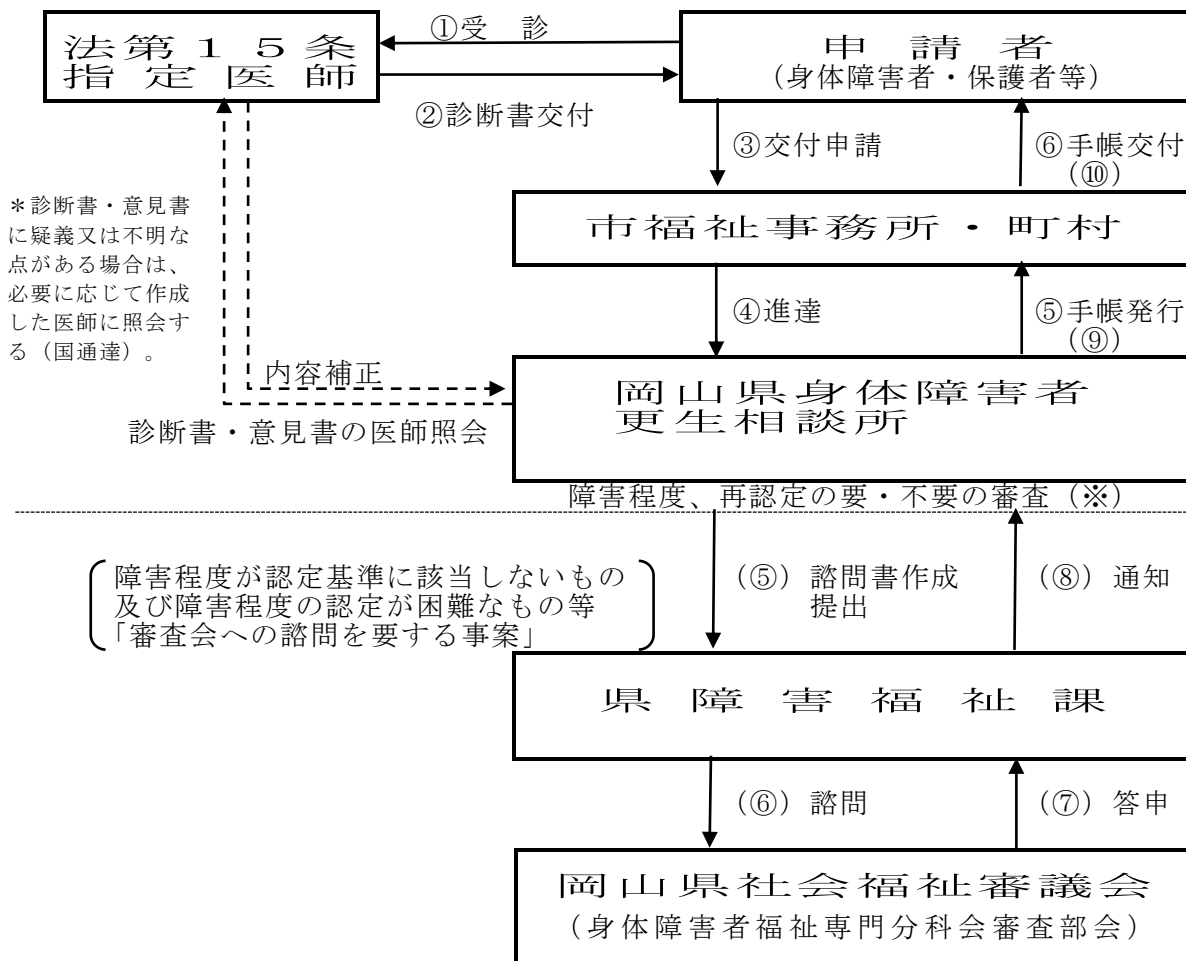 ①受 診
法第15条
指定医師
申請者
(身体障害者・保護者等)
②診断書交付
③交付申請
⑥手帳交付
(⑩)
*診断書・意見書
に疑義又は不明な
点がある場合は、
必要に応じて作成
した医師に照会す
る(国通達)。
市福祉事務所・町村
④進達
⑤手帳発行
(⑨)
内容補正
診断書・意見書の医師照会
岡山県身体障害者
更生相談所
障害程度、再認定の要・不要の審査(※)
障害程度が認定基準に該当しないもの
及び障害程度の認定が困難なもの等
「審査会への諮問を要する事案」
(⑤)諮問書作成
提出
(⑧)通知
県障害福祉課
(⑥)諮問
(⑦)答申
岡山県社会福祉審議会
(身体障害者福祉専門分科会審査部会)